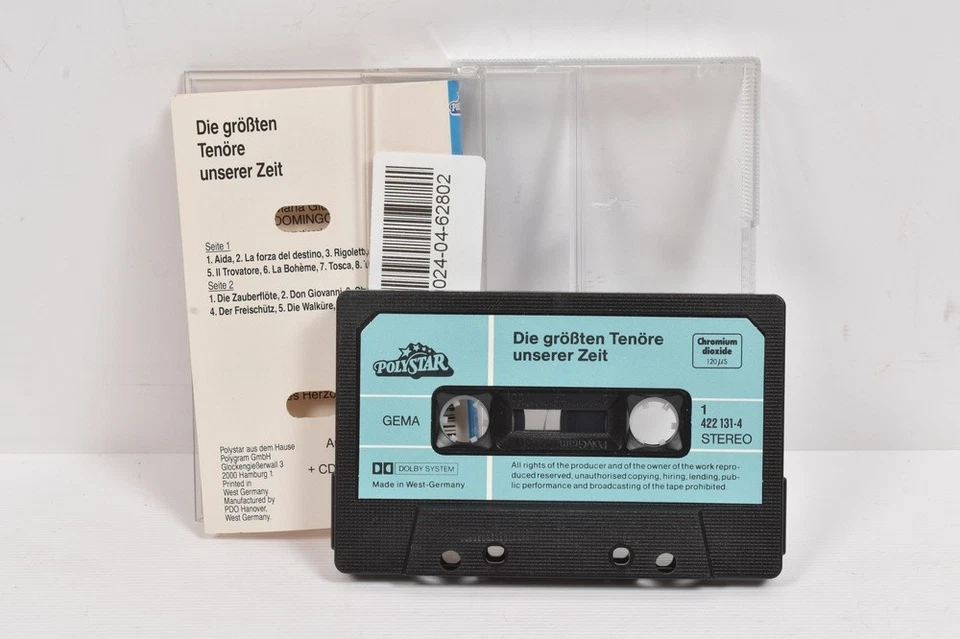 Die größten
Tenöre
unserer Zeit
DOMINGO
Seite 1
1. Aida, 2. La forza del destino, 3. Rigoletto,
5. Il Trovatore, 6. La Bohème, 7. Tosca, 8.
Seite 2
1. Die Zauberflöte, 2. Don Giovanni,
4. Der Freischütz, 5. Die Walküre,
Polystar aus dem Hause
Polygram GmbH
Glockengießerwall 3
2000 Hamburg 1
Printed in
West Germany.
Manufactured by
PDO Hanover,
West Germany.
+ CD
024-04-62802
POLYSTAR
Die größten Tenöre
unserer Zeit
Chromium
dioxide
120 µS
GEMA
PolyGram
1
422 131-4
STEREO
DOLBY SYSTEM
Made in West-Germany
All rights of the producer and of the owner of the work repro-
duced reserved, unauthorised copying, hiring, lending, pub-
lic performance and broadcasting of the tape prohibited.